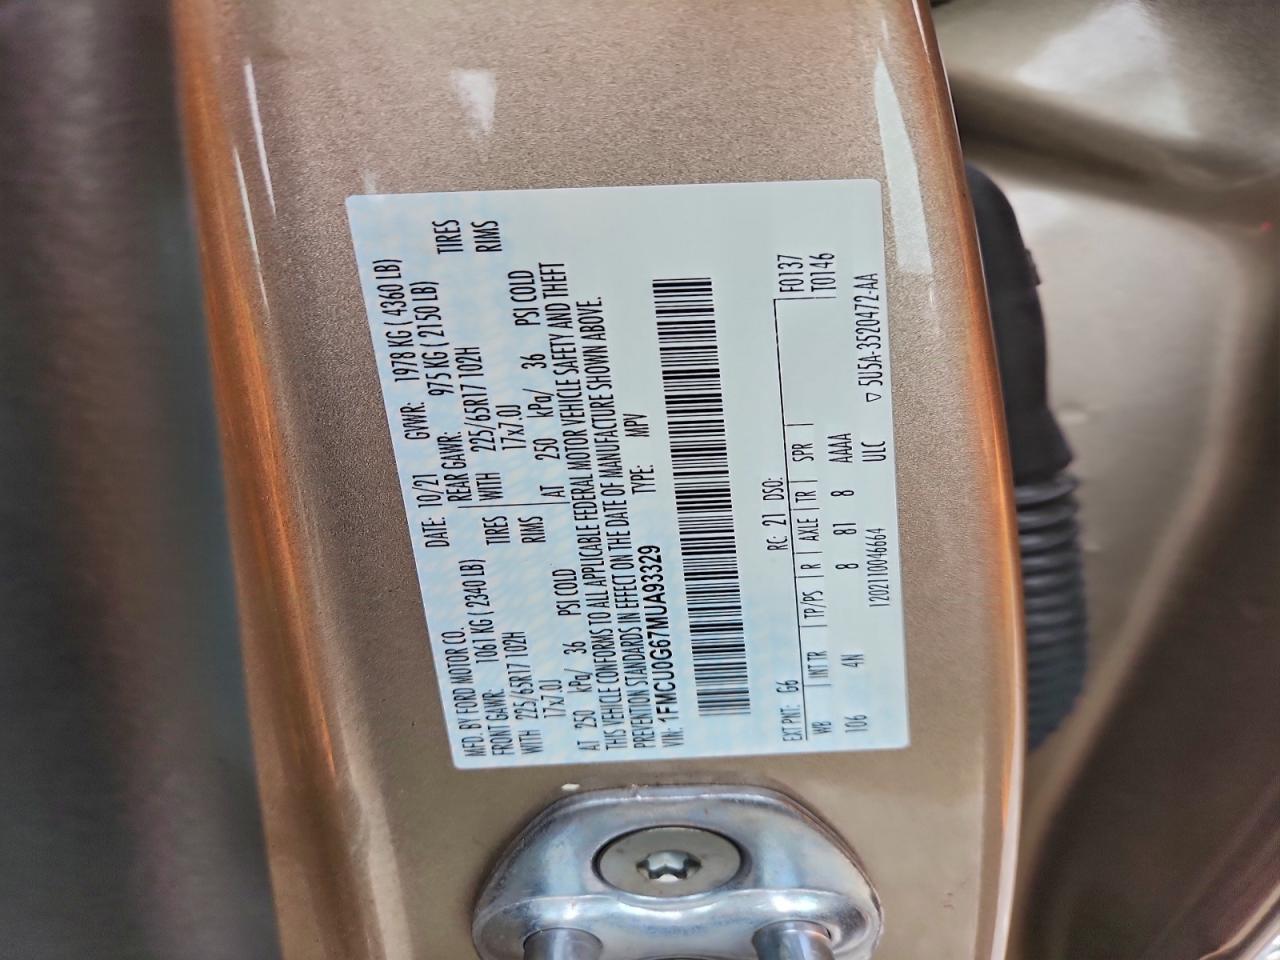 MFD. BY FORD MOTOR CO. DATE: 10/21 GVWR: 1978 KG ( 4360 LB)
FRONT GAWR: 1061 KG ( 2340 LB) REAR GAWR: 975 KG ( 2150 LB)
WITH 225/65R17 102H TIRES WITH 225/65R17 102H TIRES
17x7.0J RIMS 17x7.0J RIMS
AT 250 kPa/ 36 PSI COLD AT 250 kPa/ 36 PSI COLD
THIS VEHICLE CONFORMS TO ALL APPLICABLE FEDERAL MOTOR VEHICLE SAFETY AND THEFT
PREVENTION STANDARDS IN EFFECT ON THE DATE OF MANUFACTURE SHOWN ABOVE.
VIN: 1FMCU0G67MUA93329 TYPE: MPV
EXT PNT: G6 RC: 21 DSO: F0137
WB INT TR TP/PS R AXLE TR SPR T0146
106 4N 8 81 8 AAAA
1202110046664 ULC ▽ 5U5A-3520472-AA